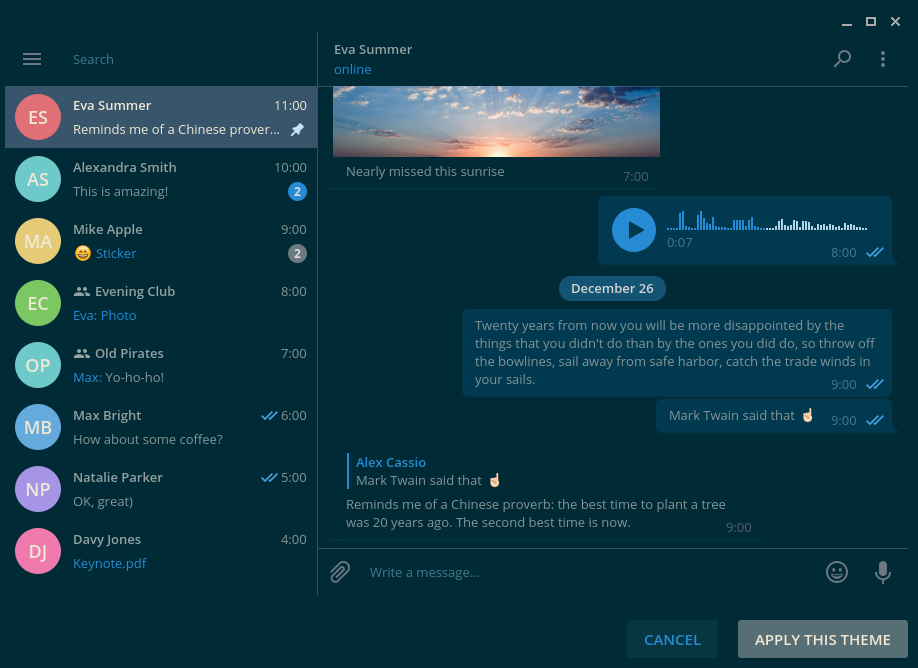 Search
ES
Eva Summer 11:00
Reminds me of a Chinese prover...
AS
Alexandra Smith 10:00
This is amazing! 2
MA
Mike Apple 9:00
😁 Sticker 2
EC
Evening Club 8:00
Eva: Photo
OP
Old Pirates 7:00
Max: Yo-ho-ho!
MB
Max Bright 6:00
How about some coffee?
NP
Natalie Parker 5:00
OK, great)
DJ
Davy Jones 4:00
Keynote.pdf
Eva Summer
online
Nearly missed this sunrise
7:00
0:07
8:00
December 26
Twenty years from now you will be more disappointed by the
things that you didn't do than by the ones you did do, so throw off
the bowlines, sail away from safe harbor, catch the trade winds in
your sails.
9:00
Mark Twain said that ☝🏻 9:00
Alex Cassio
Mark Twain said that ☝🏻
Reminds me of a Chinese proverb: the best time to plant a tree
was 20 years ago. The second best time is now.
9:00
Write a message...
CANCEL
APPLY THIS THEME